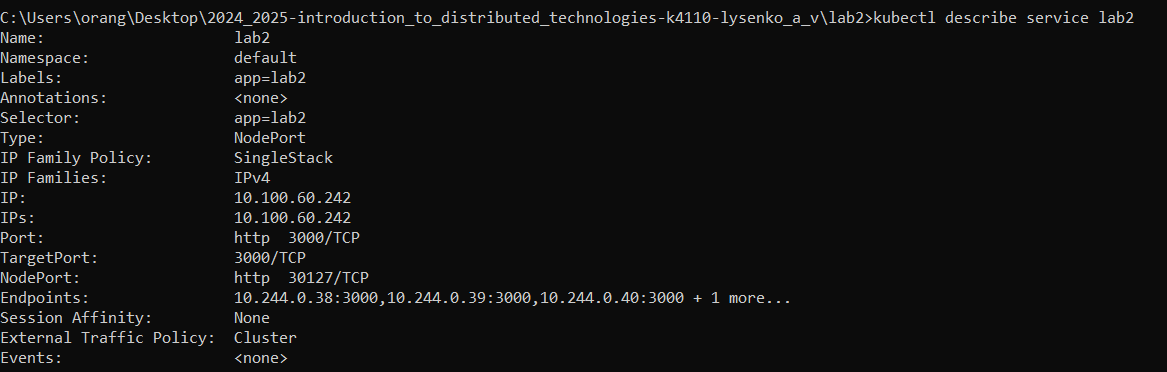 C:\Users\orang\Desktop\2024_2025-introduction_to_distributed_technologies-k4110-lysenko_a_v\lab2>kubectl describe service lab2
Name:                     lab2
Namespace:                default
Labels:                   app=lab2
Annotations:              <none>
Selector:                 app=lab2
Type:                     NodePort
IP Family Policy:         SingleStack
IP Families:              IPv4
IP:                       10.100.60.242
IPs:                      10.100.60.242
Port:                     http  3000/TCP
TargetPort:               3000/TCP
NodePort:                 http  30127/TCP
Endpoints:                10.244.0.38:3000,10.244.0.39:3000,10.244.0.40:3000 + 1 more...
Session Affinity:         None
External Traffic Policy:  Cluster
Events:                   <none>